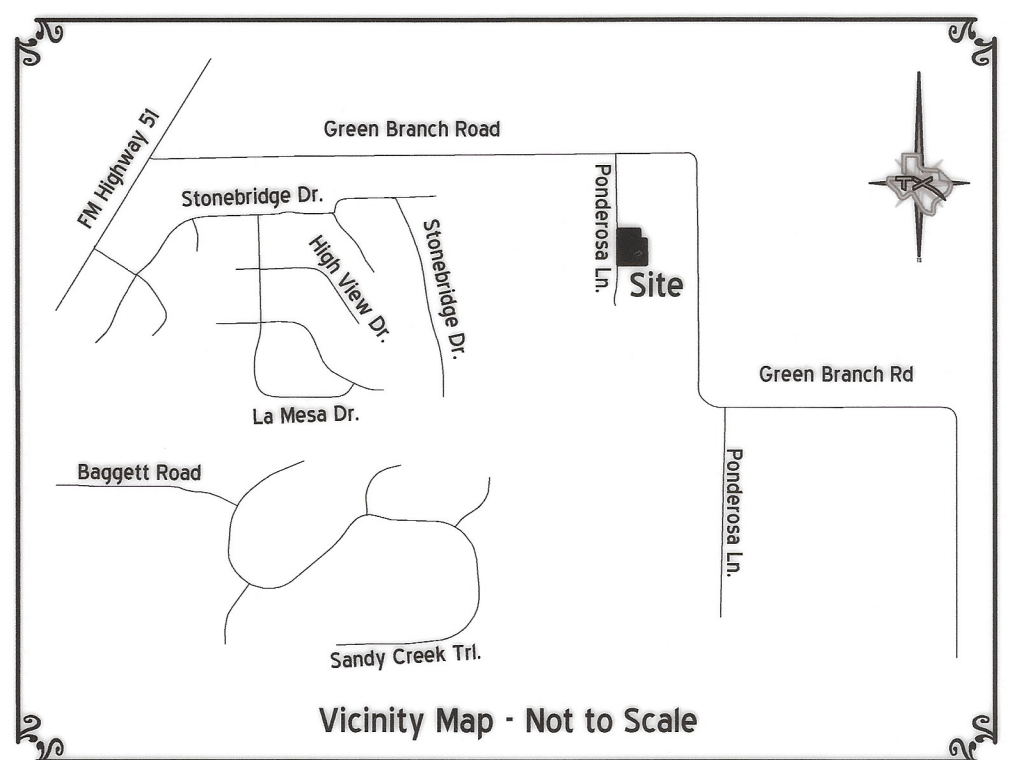 FM Highway 51
Green Branch Road
Stonebridge Dr.
Ponderosa Ln.
TX
High View Dr.
Stonebridge Dr.
Site
Green Branch Rd
La Mesa Dr.
Baggett Road
Ponderosa Ln.
Sandy Creek Trl.
Vicinity Map - Not to Scale